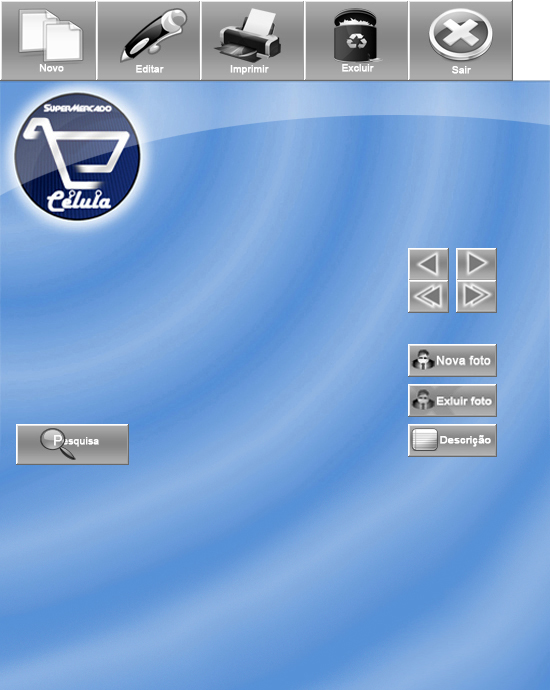 Novo
Editar
Imprimir
Excluir
Sair
SuperMercado
Célula
Nova foto
Exluir foto
Pesquisa
Descrição